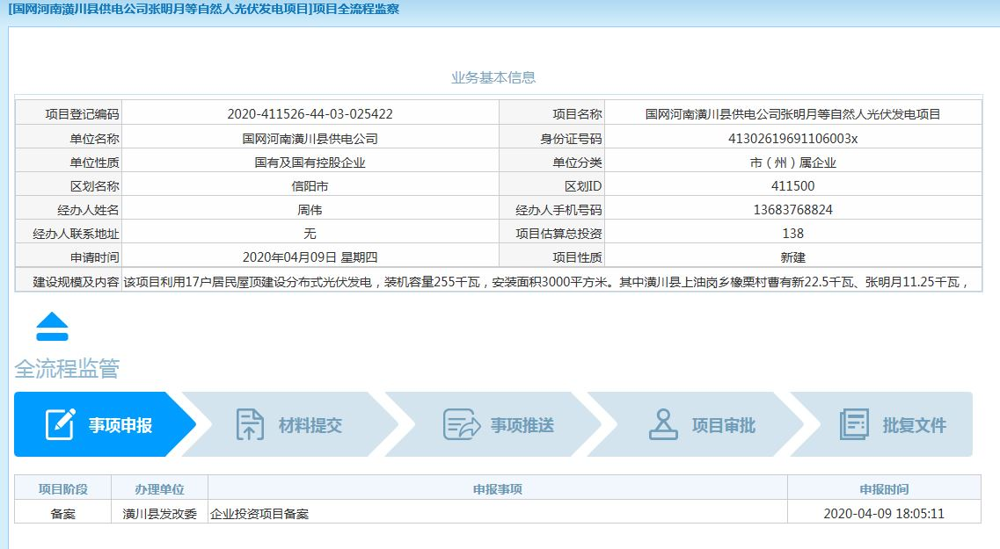 [国网河南潢川县供电公司张明月等自然人光伏发电项目]项目全流程监察
业务基本信息
项目登记编码 2020-411526-44-03-025422 项目名称 国网河南潢川县供电公司张明月等自然人光伏发电项目
单位名称 国网河南潢川县供电公司 身份证号码 41302619691106003x
单位性质 国有及国有控股企业 单位分类 市（州）属企业
区划名称 信阳市 区划ID 411500
经办人姓名 周伟 经办人手机号码 13683768824
经办人联系地址 无 项目估算总投资 138
申请时间 2020年04月09日 星期四 项目性质 新建
建设规模及内容 该项目利用17户居民屋顶建设分布式光伏发电，装机容量255千瓦，安装面积3000平方米。其中潢川县上油岗乡橡栗村曹有新22.5千瓦、张明月11.25千瓦，
全流程监管
事项申报 材料提交 事项推送 项目审批 批复文件
项目阶段 办理单位 申报事项 申报时间
备案 潢川县发改委 企业投资项目备案 2020-04-09 18:05:11